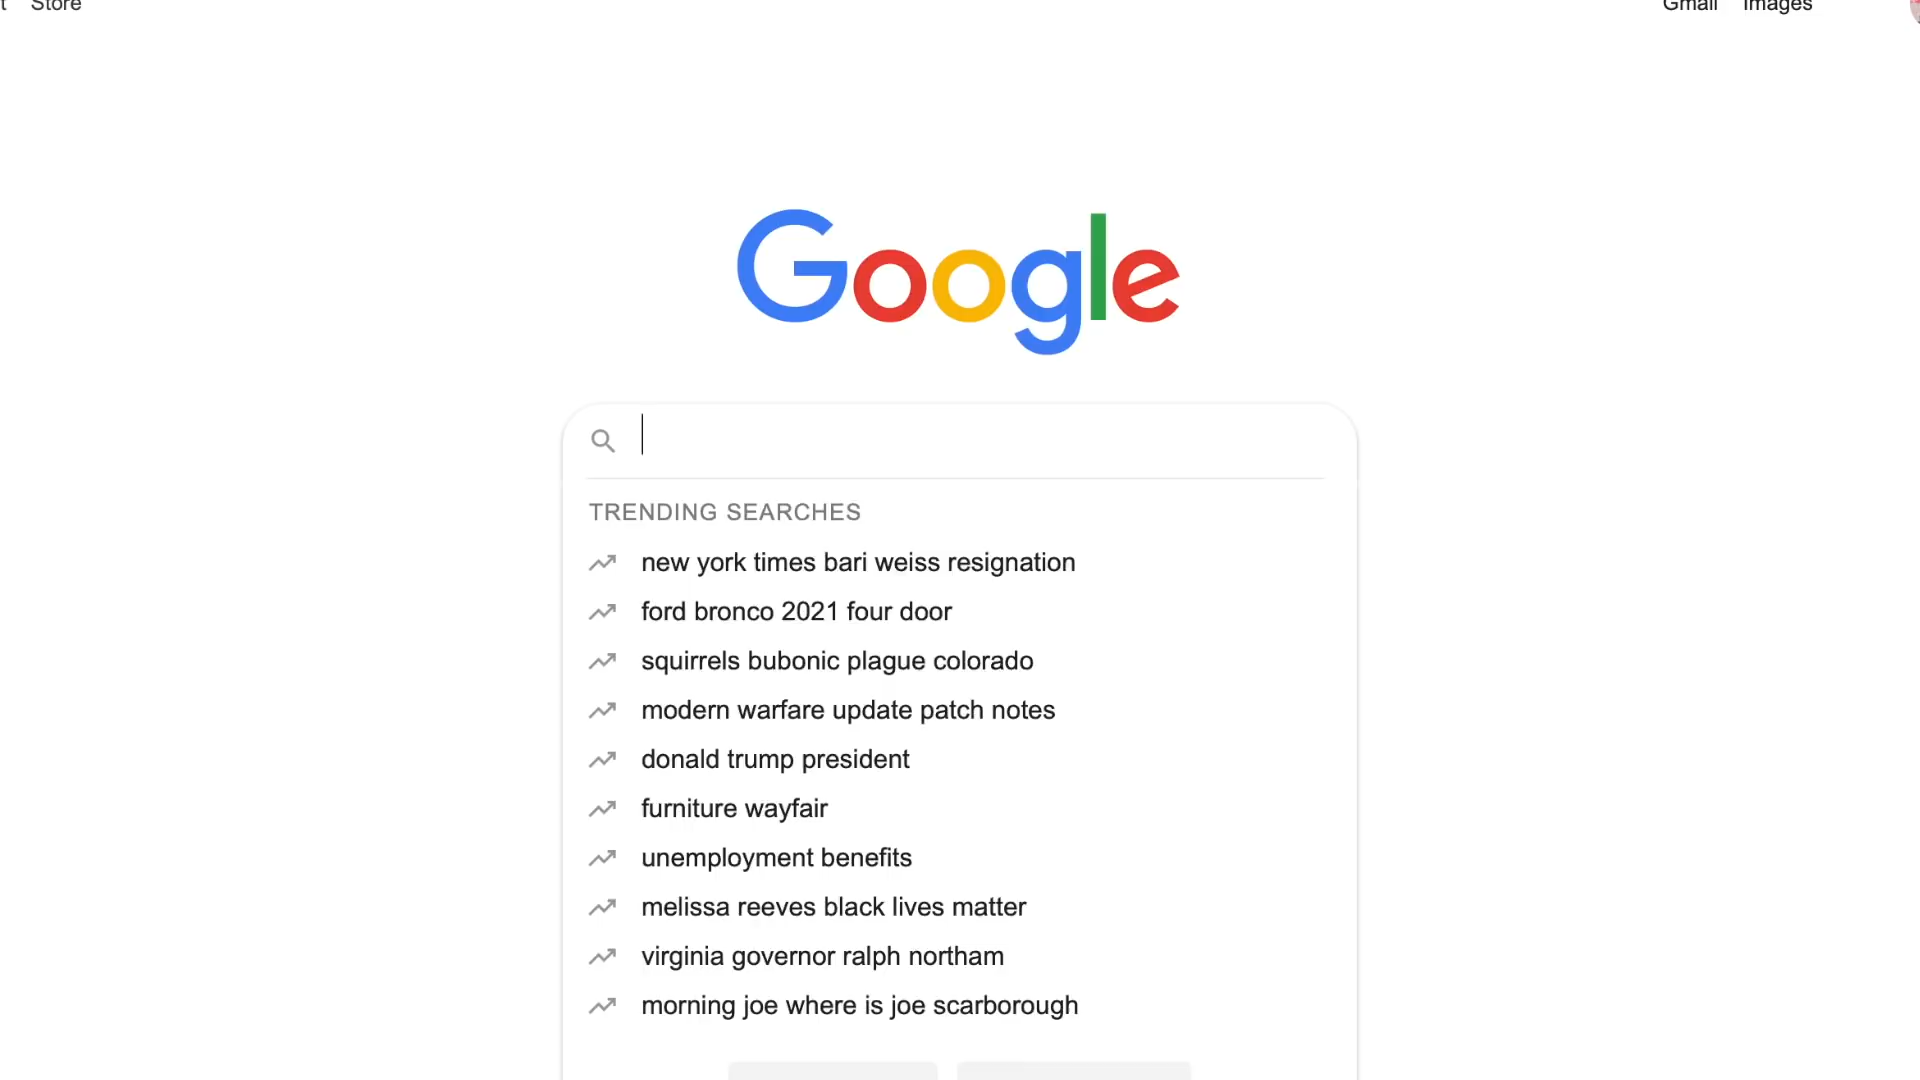 Store
Gmail Images
Google
TRENDING SEARCHES
new york times bari weiss resignation
ford bronco 2021 four door
squirrels bubonic plague colorado
modern warfare update patch notes
donald trump president
furniture wayfair
unemployment benefits
melissa reeves black lives matter
virginia governor ralph northam
morning joe where is joe scarborough